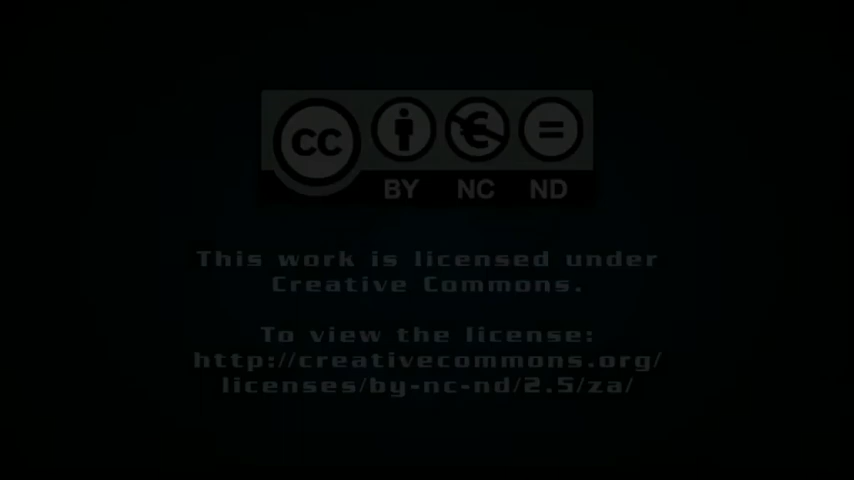 cc
BY NC ND
This work is licensed under
Creative Commons.
To view the license:
http://creativecommons.org/
licenses/by-nc-nd/2.5/za/